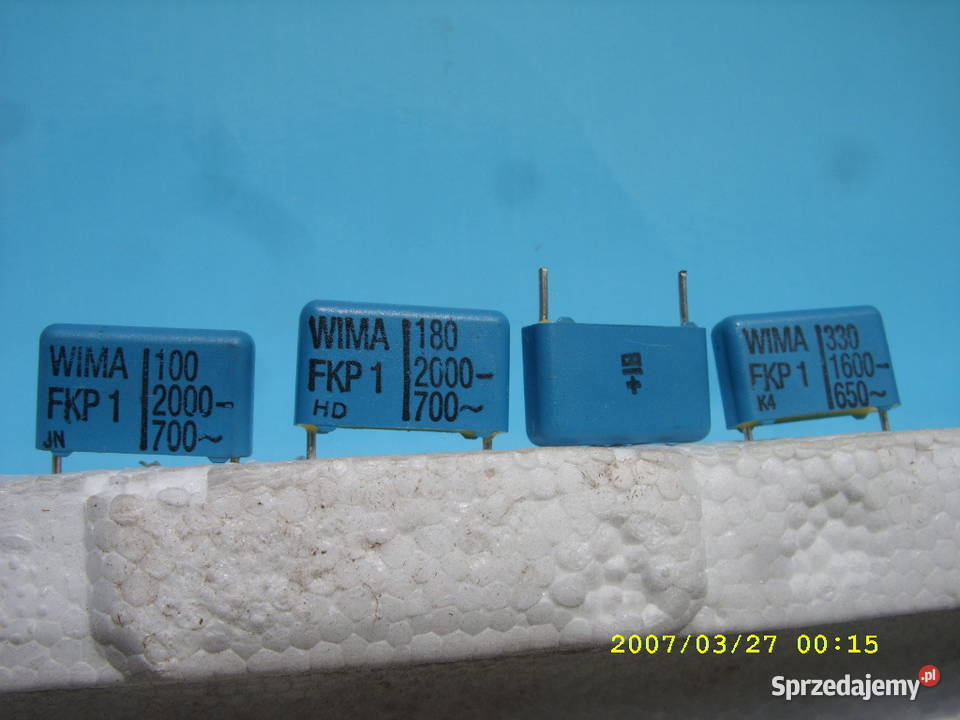 WIMA 100
FKP 1 2000-
JN 700~
WIMA 180
FKP 1 2000-
HD 700~
WIMA 330
FKP 1 1600-
K4 650~
2007/03/27 00:15
Sprzedajemy.pl